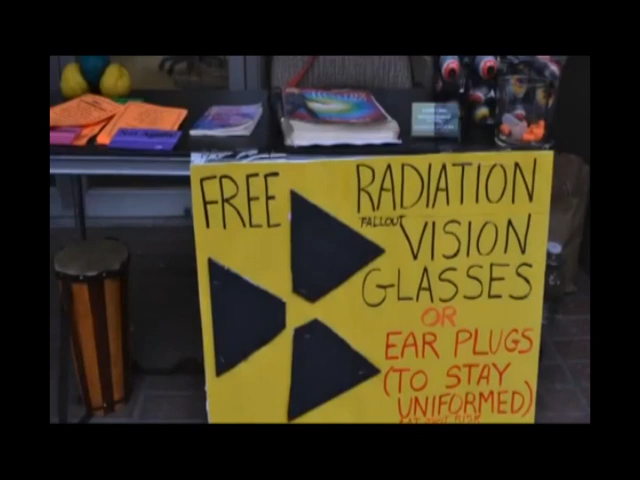 FREE
RADIATION
FALLOUT
VISION
GLASSES
OR
EAR PLUGS
(TO STAY
UNIFORMED)